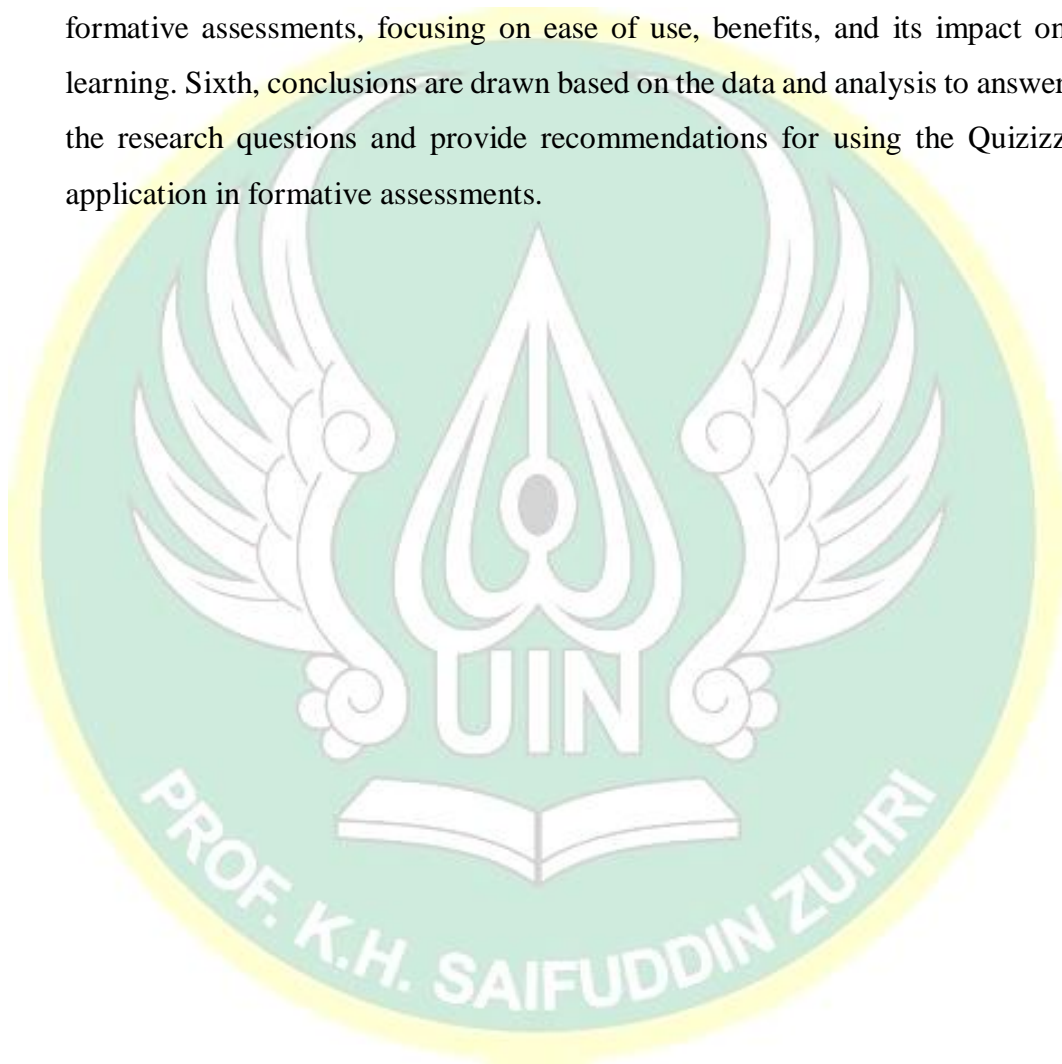 formative assessments, focusing on ease of use, benefits, and its impact on
learning. Sixth, conclusions are drawn based on the data and analysis to answer
the research questions and provide recommendations for using the Quizizz
application in formative assessments.
UIN
PROF. K.H. SAIFUDDIN ZUHRI